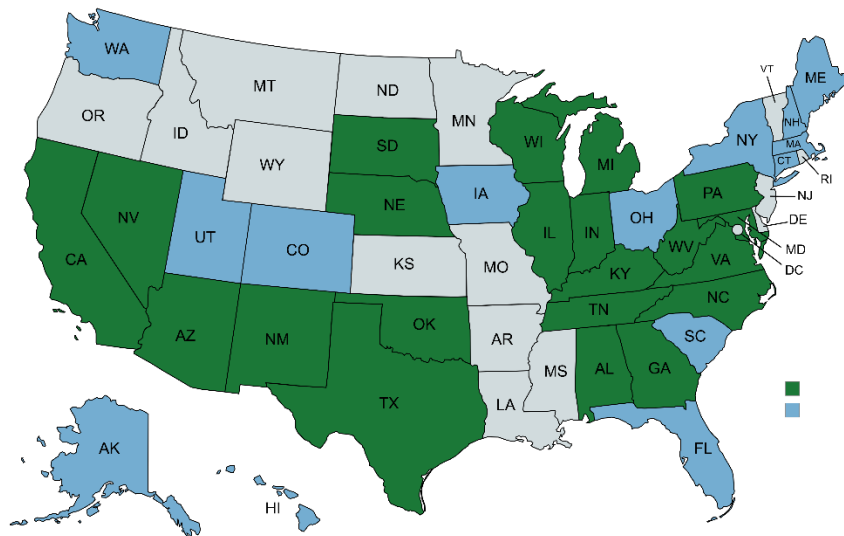 WA
MT
ND
MN
VT
ME
OR
ID
WY
SD
WI
MI
NY
NH
MA
CT
RI
NV
UT
CO
NE
IA
IL
IN
OH
PA
NJ
DE
MD
DC
CA
KS
MO
KY
WV
VA
AZ
NM
OK
AR
TN
NC
TX
LA
MS
AL
GA
SC
AK
HI
FL